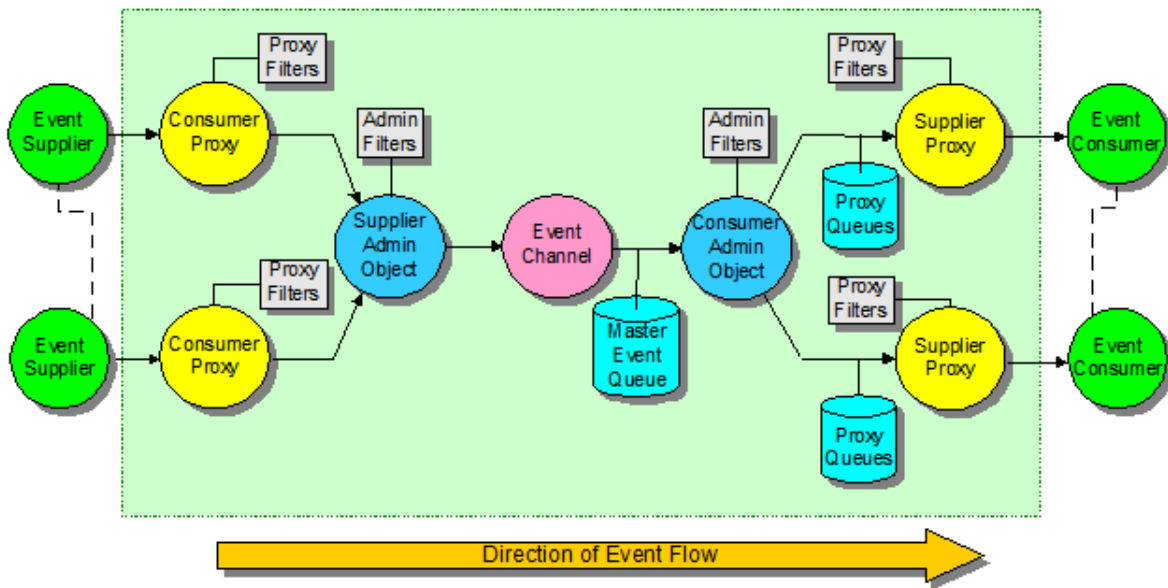 Proxy
Filters
Proxy
Filters
Event
Supplier
Consumer
Proxy
Admin
Filters
Admin
Filters
Supplier
Proxy
Event
Consumer
Proxy
Queues
Supplier
Admin
Object
Event
Channel
Consumer
Admin
Object
Proxy
Filters
Proxy
Filters
Event
Supplier
Consumer
Proxy
Master
Event
Queue
Supplier
Proxy
Event
Consumer
Proxy
Queues
Direction of Event Flow